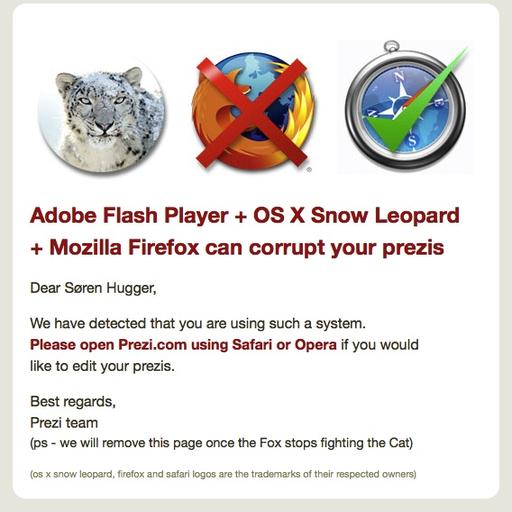 Adobe Flash Player + OS X Snow Leopard
+ Mozilla Firefox can corrupt your prezis
Dear Søren Hugger,
We have detected that you are using such a system.
Please open Prezi.com using Safari or Opera if you would
like to edit your prezis.
Best regards,
Prezi team
(ps - we will remove this page once the Fox stops fighting the Cat)
(os x snow leopard, firefox and safari logos are the trademarks of their respected owners)